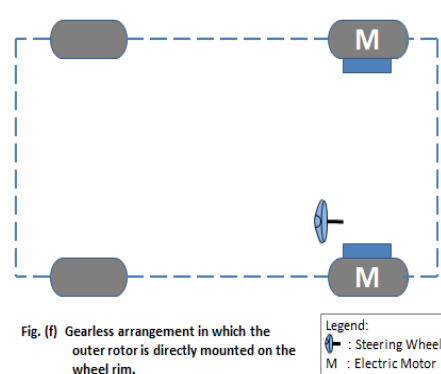 M
M
Fig. (f) Gearless arrangement in which the
outer rotor is directly mounted on the
wheel rim.
Legend:
: Steering Wheel
M : Electric Motor